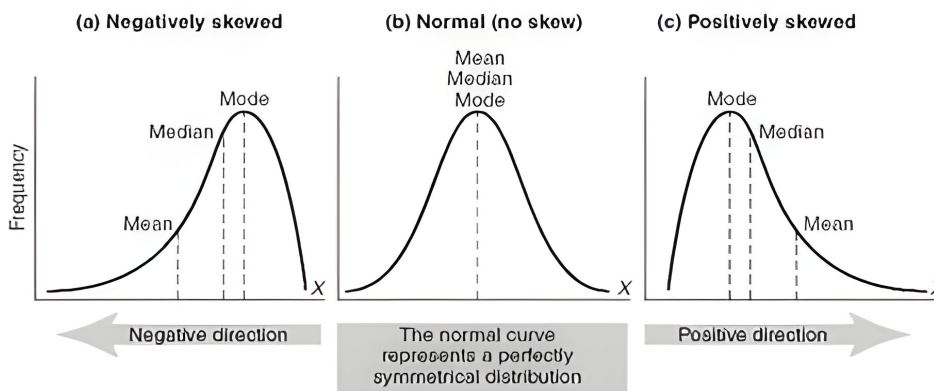 (a) Negatively skewed
(b) Normal (no skew)
(c) Positively skewed
Frequency
Mode
Median
Mean
X
Mean
Median
Mode
X
Mode
Median
Mean
X
Negative direction
The normal curve
represents a perfectly
symmetrical distribution
Positive direction